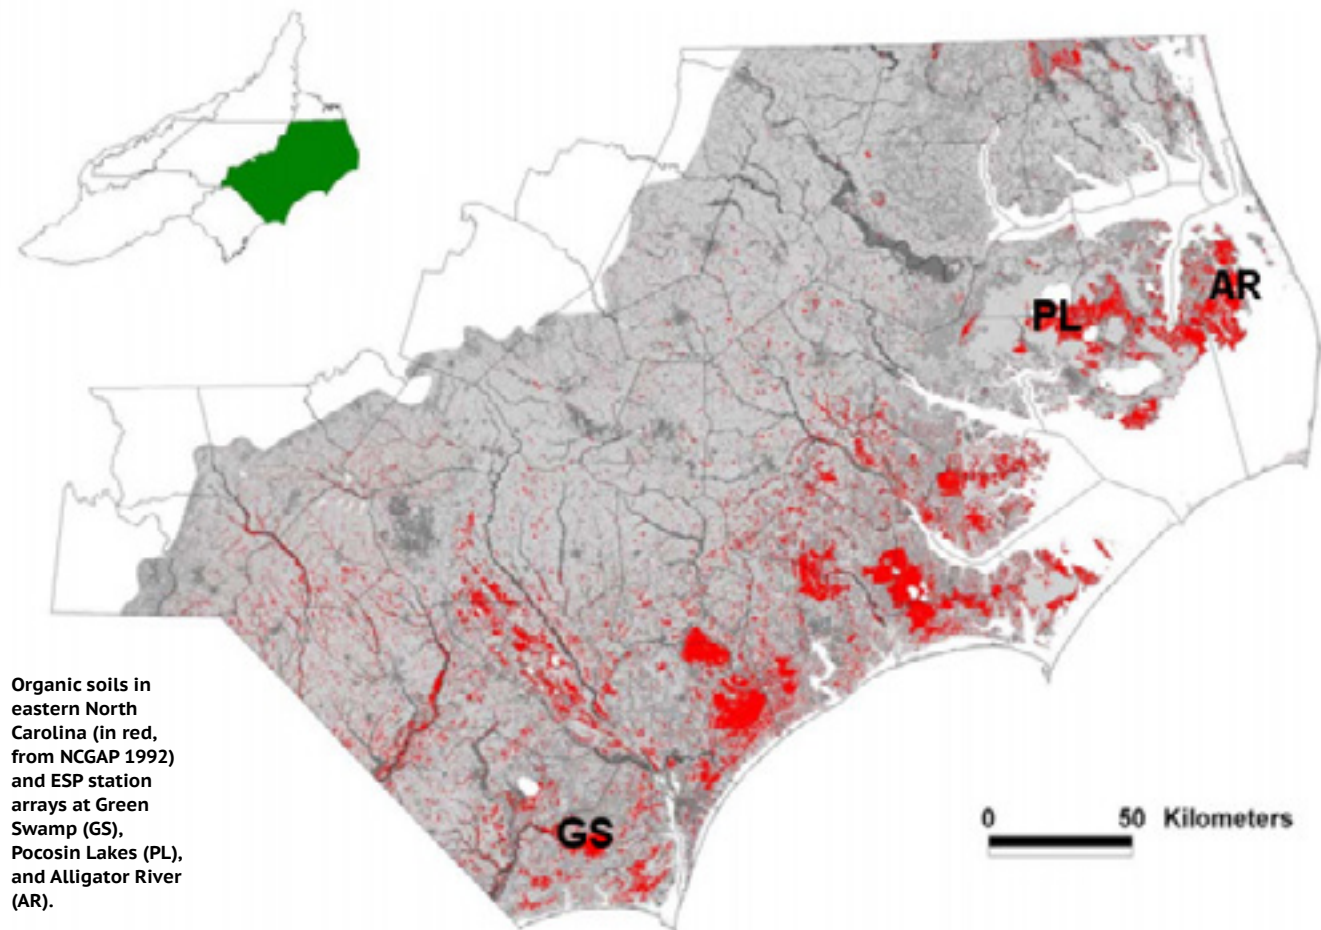 AR
PL
Organic soils in
eastern North
Carolina (in red,
from NCGAP 1992)
and ESP station
arrays at Green
Swamp (GS),
Pocosin Lakes (PL),
and Alligator River
(AR).
GS
0 50 Kilometers